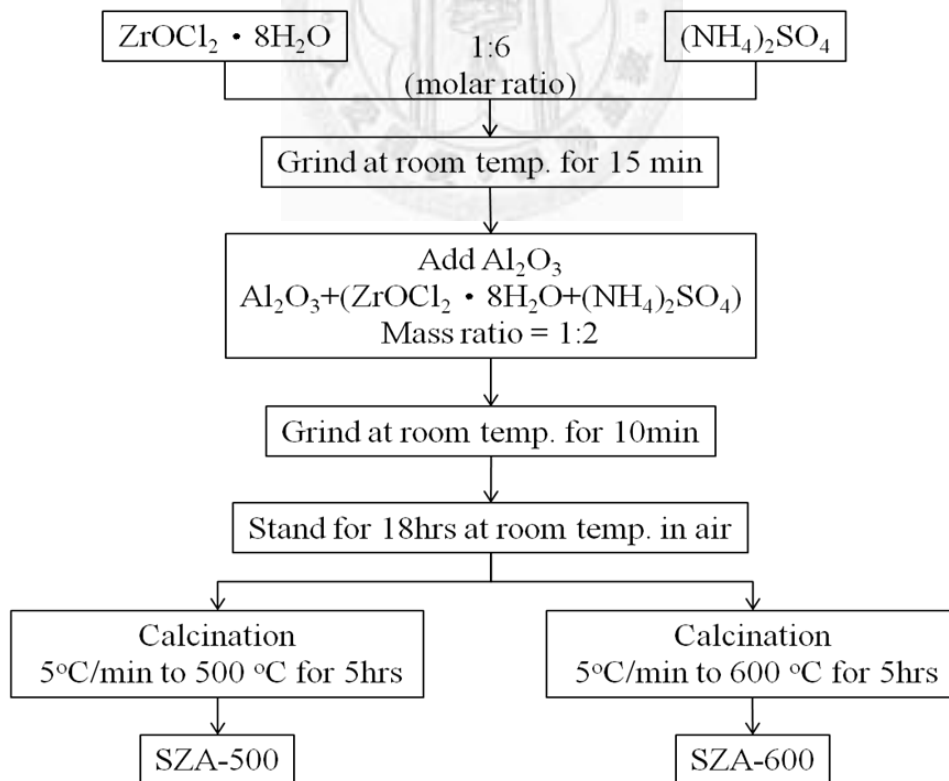 ZrOCl₂・8H₂O
1:6
(molar ratio)
(NH₄)₂SO₄
Grind at room temp. for 15 min
Add Al₂O₃
Al₂O₃+(ZrOCl₂・8H₂O+(NH₄)₂SO₄)
Mass ratio = 1:2
Grind at room temp. for 10min
Stand for 18hrs at room temp. in air
Calcination
5°C/min to 500 °C for 5hrs
Calcination
5°C/min to 600 °C for 5hrs
SZA-500
SZA-600